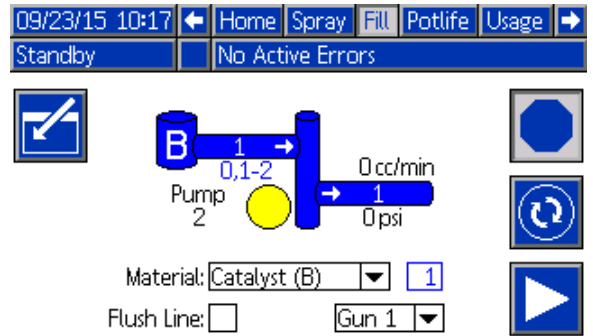 09/23/15 10:17 Home Spray Fill Potlife Usage
Standby No Active Errors
B 1
0,1-2
0 cc/min
Pump
2
1
0 psi
Material: Catalyst (B) 1
Flush Line: Gun 1